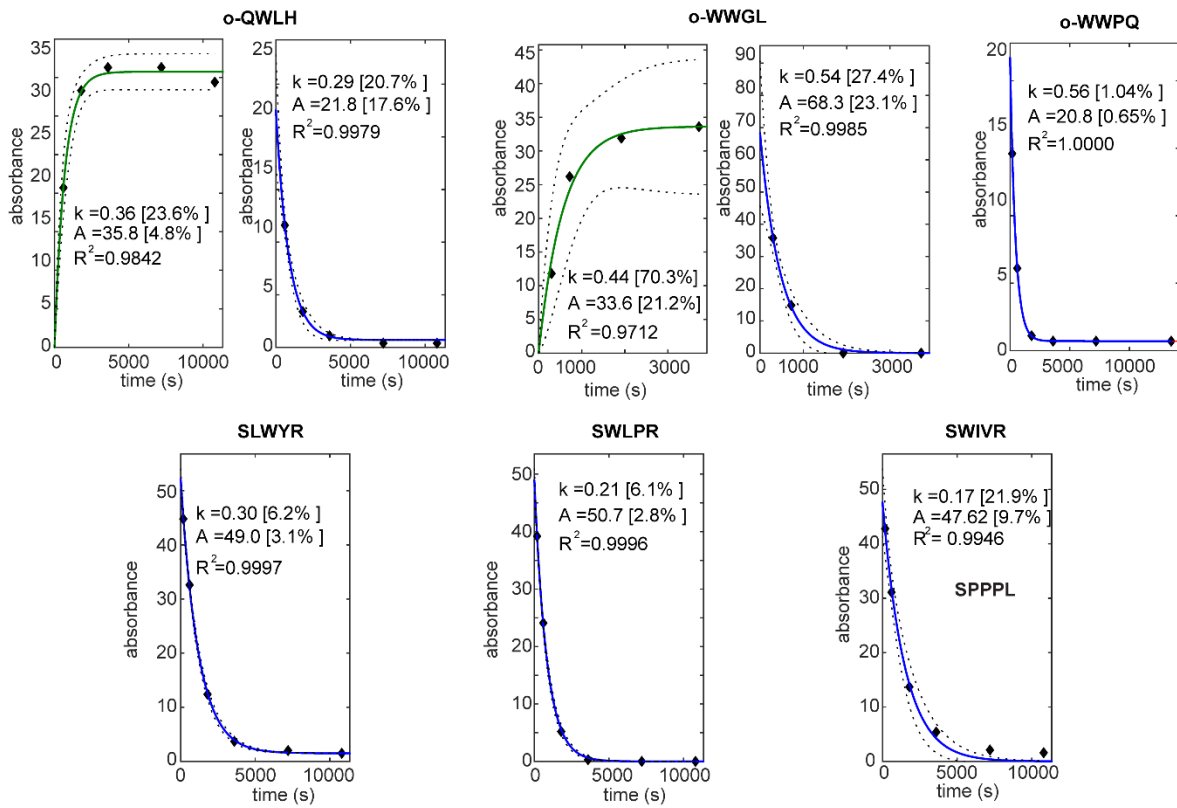 o-QWLH
35
30
25
20
15
10
5
0
absorbance
k =0.36 [23.6% ]
A =35.8 [4.8% ]
R²=0.9842
0 5000 10000
time (s)
25
20
15
10
5
0
absorbance
k =0.29 [20.7% ]
A =21.8 [17.6% ]
R²=0.9979
0 5000 10000
time (s)
o-WWGL
45
40
35
30
25
20
15
10
5
0
absorbance
k =0.44 [70.3%]
A =33.6 [21.2%]
R²=0.9712
0 1000 3000
time (s)
90
80
70
60
50
40
30
20
10
0
absorbance
k =0.54 [27.4% ]
A =68.3 [23.1% ]
R²=0.9985
0 1000 3000
time (s)
o-WWPQ
20
15
10
5
0
absorbance
k =0.56 [1.04% ]
A =20.8 [0.65% ]
R²=1.0000
0 5000 10000
time (s)
SLWYR
50
40
30
20
10
0
absorbance
k =0.30 [6.2% ]
A =49.0 [3.1% ]
R²=0.9997
0 5000 10000
time (s)
SWLPR
50
40
30
20
10
0
absorbance
k =0.21 [6.1% ]
A =50.7 [2.8% ]
R²=0.9996
0 5000 10000
time (s)
SWIVR
50
40
30
20
10
0
absorbance
k =0.17 [21.9% ]
A =47.62 [9.7% ]
R²= 0.9946
SPPPL
0 5000 10000
time (s)